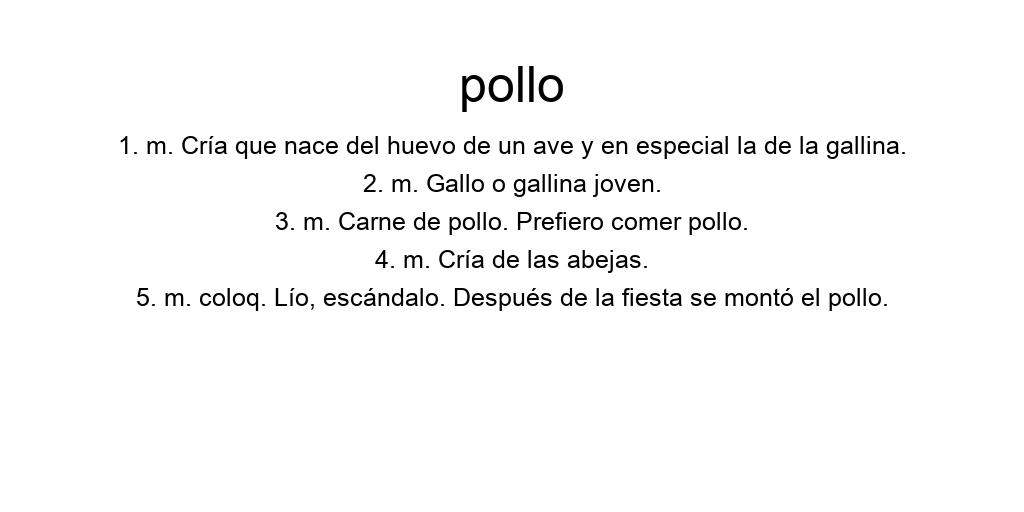 pollo
1. m. Cría que nace del huevo de un ave y en especial la de la gallina.
2. m. Gallo o gallina joven.
3. m. Carne de pollo. Prefiero comer pollo.
4. m. Cría de las abejas.
5. m. coloq. Lío, escándalo. Después de la fiesta se montó el pollo.